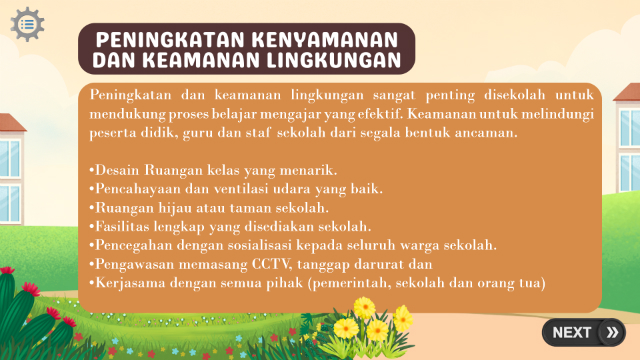 PENINGKATAN KENYAMANAN
DAN KEAMANAN LINGKUNGAN
Peningkatan dan keamanan lingkungan sangat penting disekolah untuk
mendukung proses belajar mengajar yang efektif. Keamanan untuk melindungi
peserta didik, guru dan staf sekolah dari segala bentuk ancaman.
•Desain Ruangan kelas yang menarik.
•Pencahayaan dan ventilasi udara yang baik.
•Ruangan hijau atau taman sekolah.
•Fasilitas lengkap yang disediakan sekolah.
•Pencegahan dengan sosialisasi kepada seluruh warga sekolah.
•Pengawasan memasang CCTV, tanggap darurat dan
•Kerjasama dengan semua pihak (pemerintah, sekolah dan orang tua)
NEXT